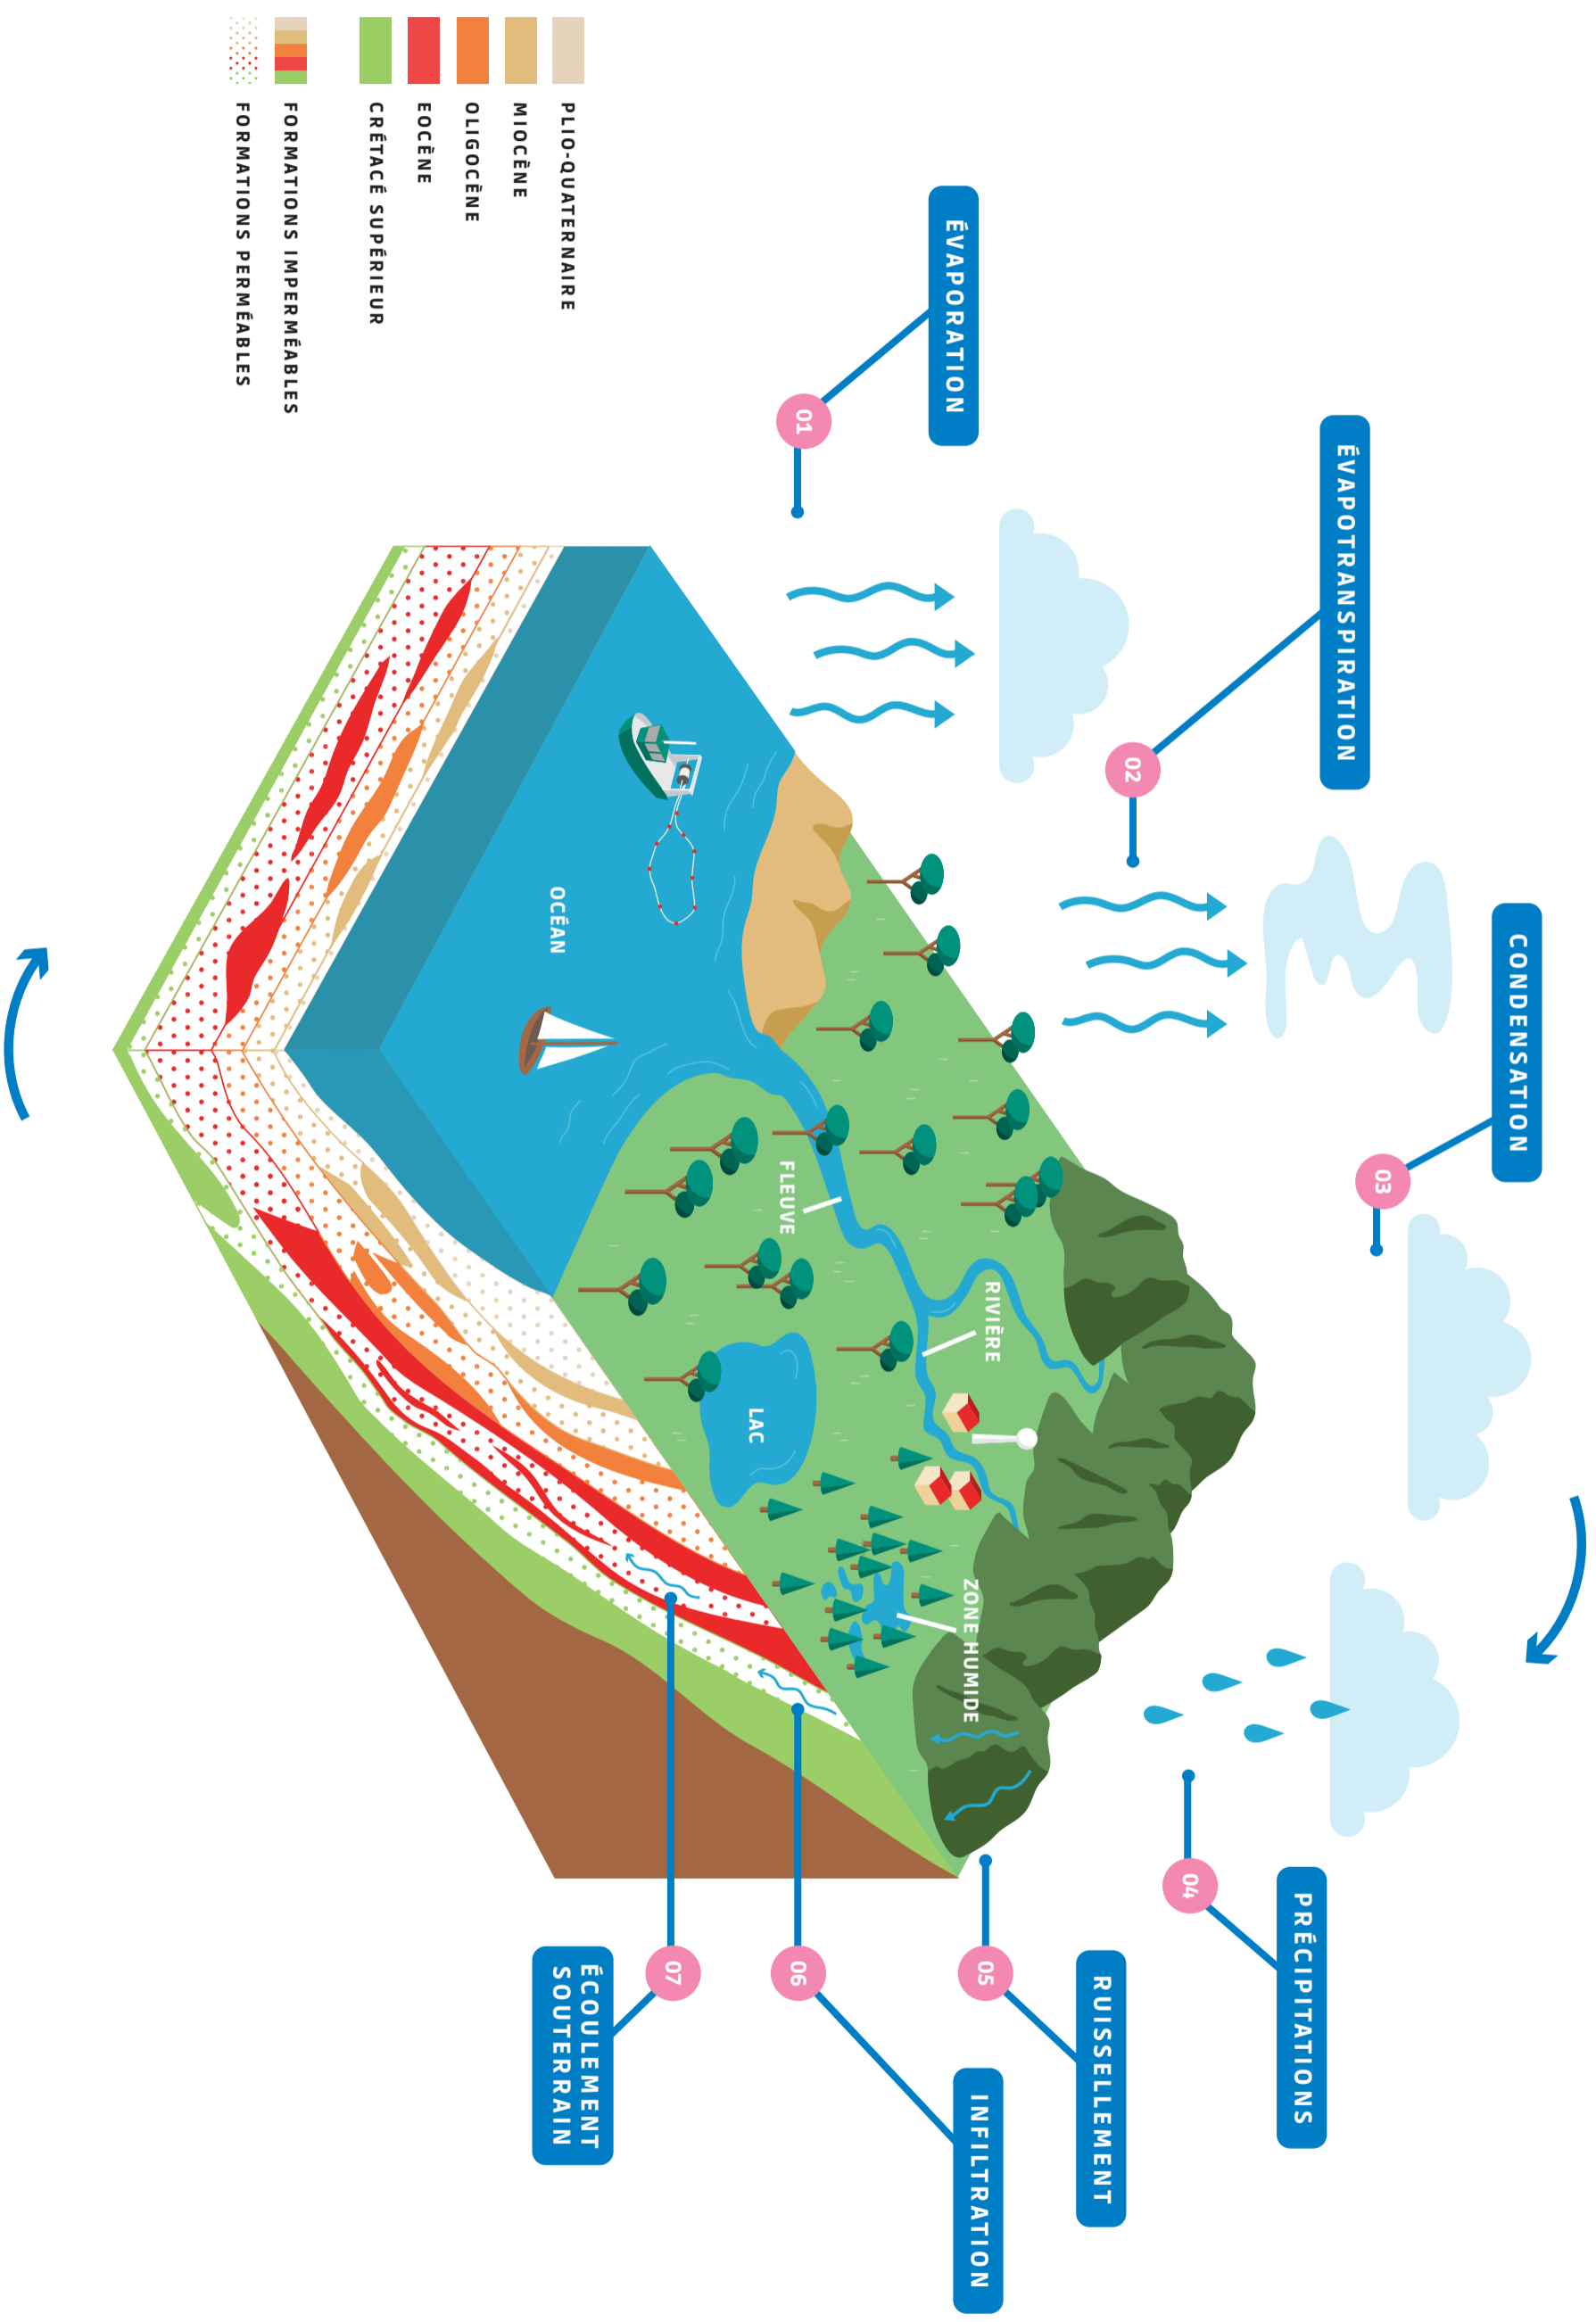 CONDENSATION
03
ÉVAPOTRANSPIRATION
02
PRÉCIPITATIONS
04
ÉVAPORATION
01
RUISSELLEMENT
05
INFILTRATION
06
ÉCOULEMENT
SOUTERRAIN
07
ZONE HUMIDE
RIVIÈRE
FLEUVE
LAC
OCÉAN
PLIO-QUATERNAIRE
MIOCÈNE
OLIGOCÈNE
EOCÈNE
CRÉTACÉ SUPÉRIEUR
FORMATIONS IMPERMÉABLES
FORMATIONS PERMÉABLES